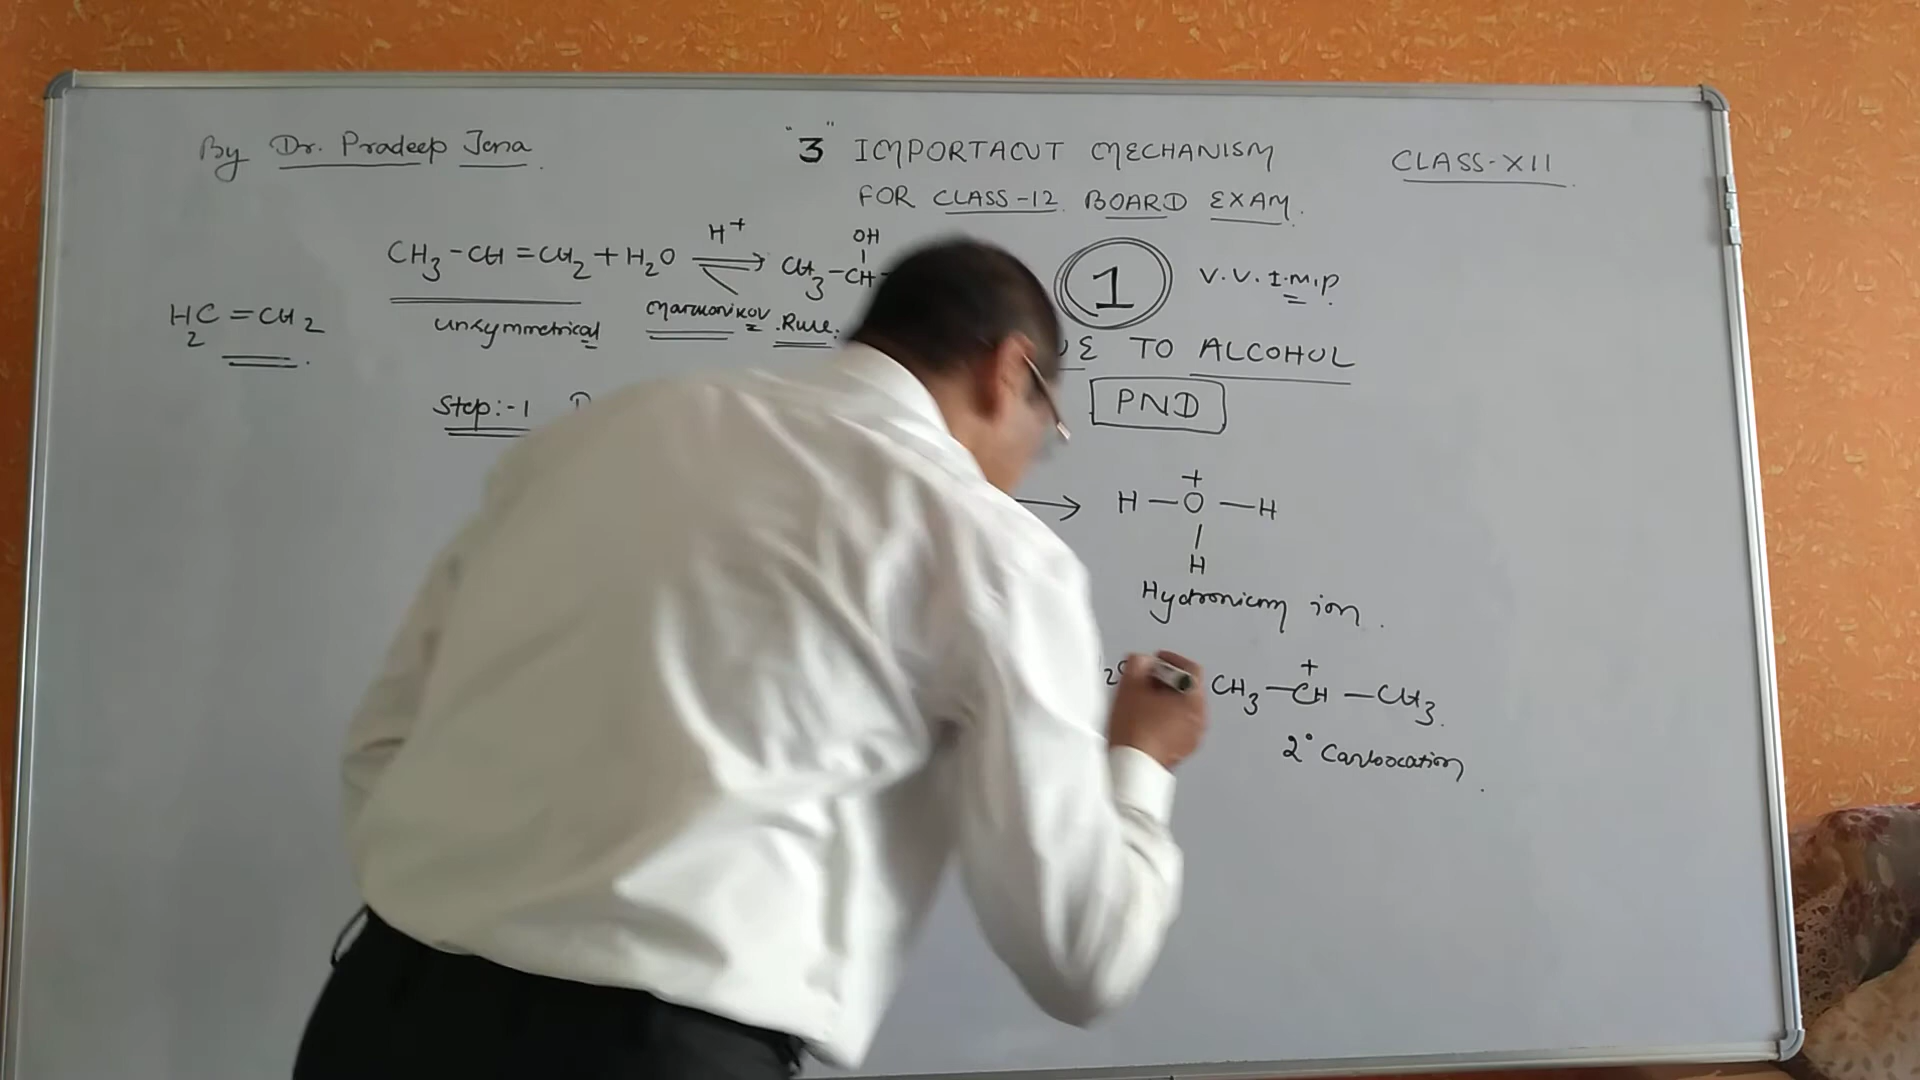 By Dr. Pradeep Jena.
"3" IMPORTANT MECHANISM
CLASS-XII
FOR CLASS-12 BOARD EXAM.
H+
OH
CH3-CH=CH2+H2O ⇌ CH3-CH-
1
V.V.I.M.P.
H2C=CH2
Unsymmetrical
Markonikov Rule.
TO ALCOHOL
Step:-1
PND
+
→ H—O—H
H
Hydronium ion.
+
CH3—CH—CH3.
2° Carbocation.